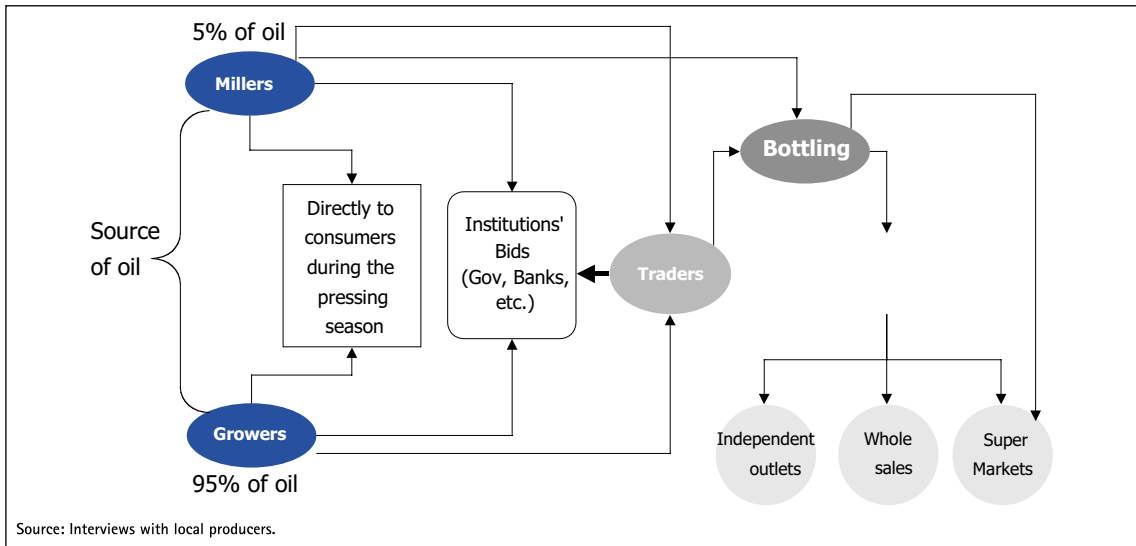 5% of oil
Millers
Bottling
Source
of oil
Directly to
consumers
during the
pressing
season
Institutions'
Bids
(Gov, Banks,
etc.)
Traders
Growers
95% of oil
Independent
outlets
Whole
sales
Super
Markets
Source: Interviews with local producers.